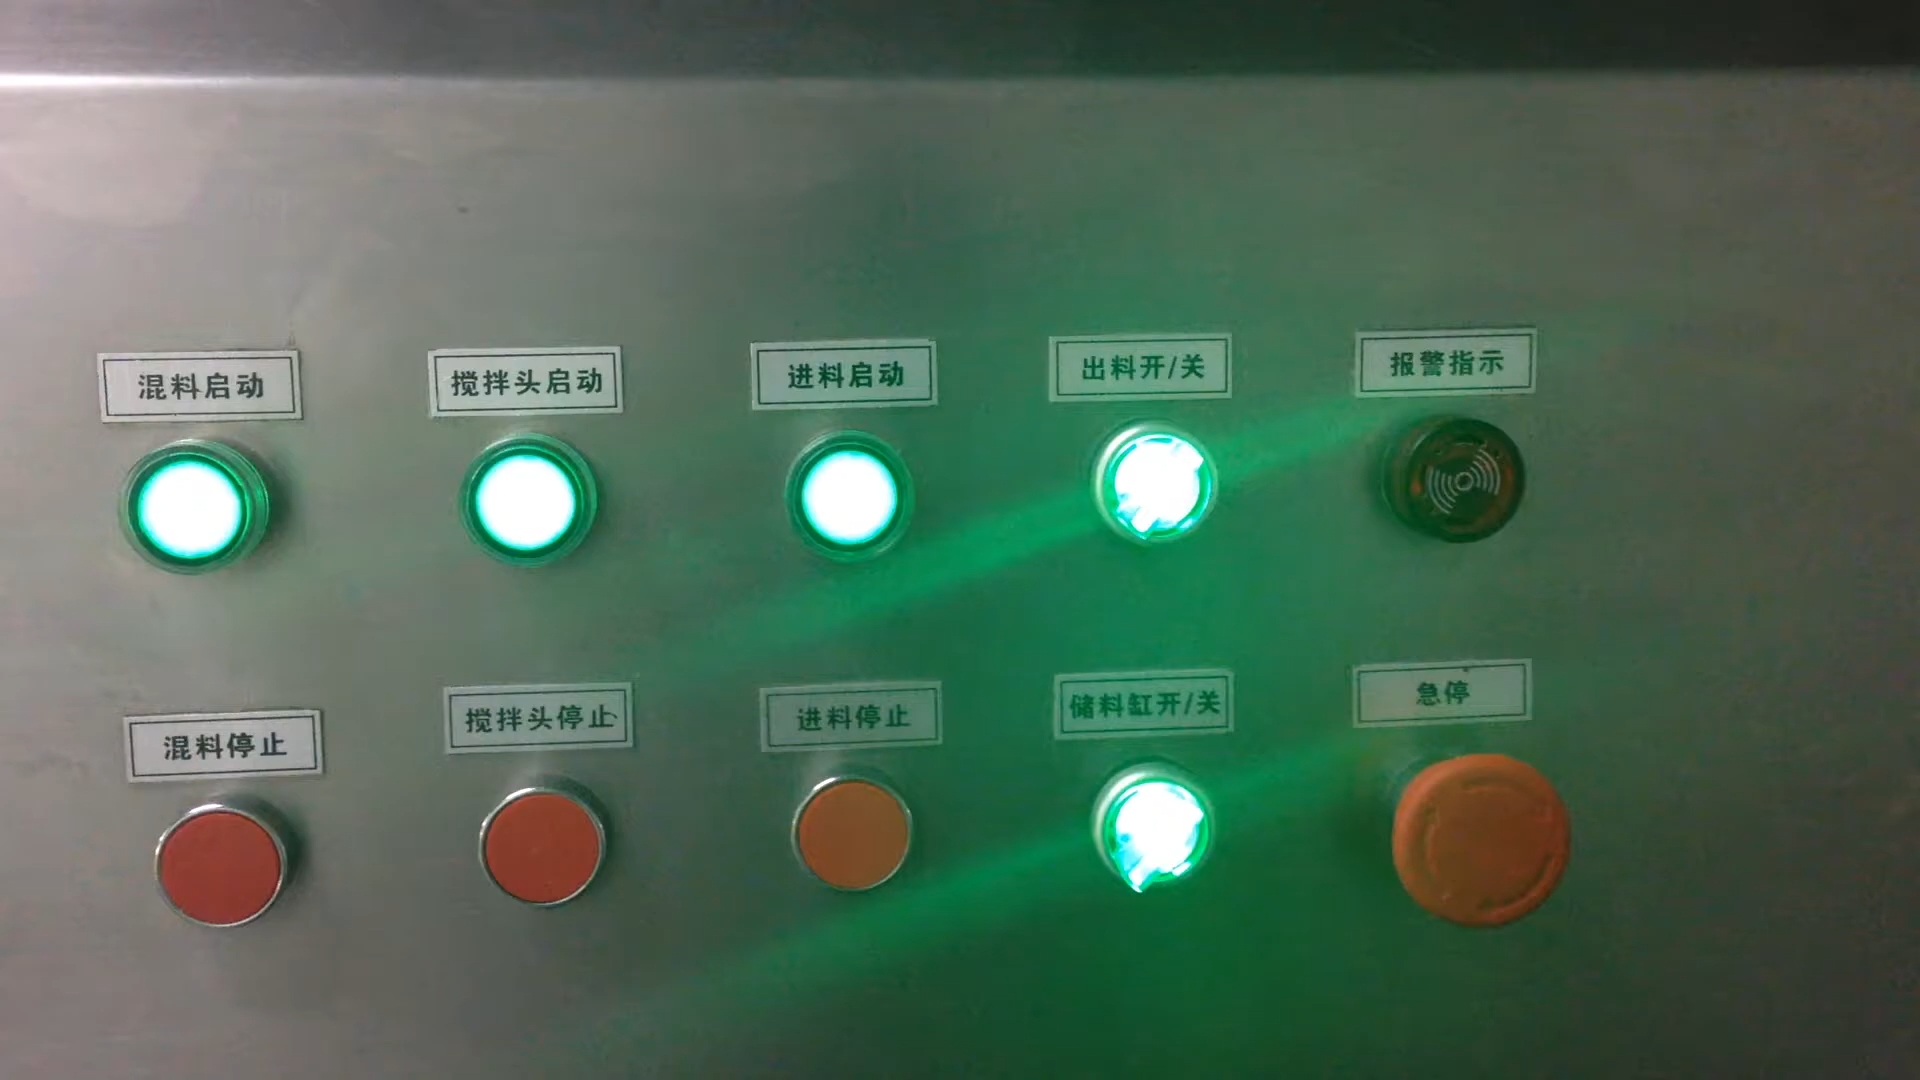 混料启动
搅拌头启动
进料启动
出料开/关
报警指示
混料停止
搅拌头停止
进料停止
储料缸开/关
急停